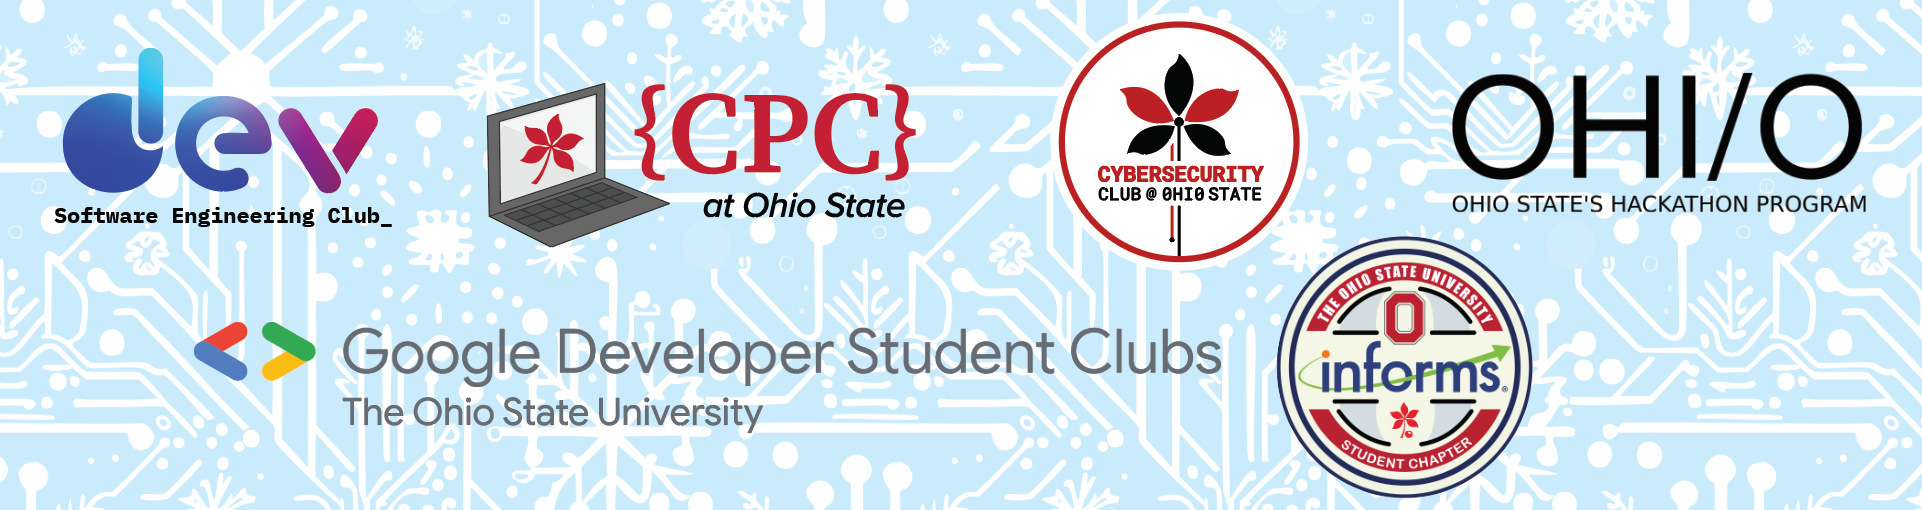 dev
Software Engineering Club_
{CPC}
at Ohio State
CYBERSECURITY
CLUB @ 0HI0 STATE
OHI/O
OHIO STATE'S HACKATHON PROGRAM
Google Developer Student Clubs
The Ohio State University
THE OHIO STATE UNIVERSITY
O
informs®
STUDENT CHAPTER